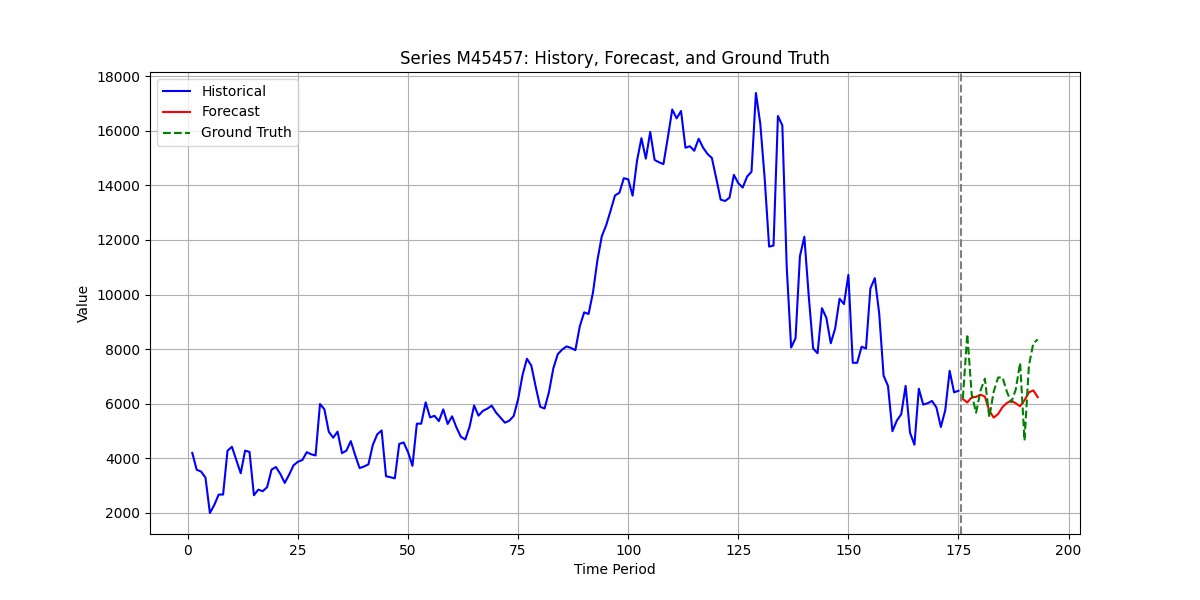 Series M45457: History, Forecast, and Ground Truth
Historical
Forecast
Ground Truth
18000
16000
14000
12000
10000
8000
6000
4000
2000
Value
0 25 50 75 100 125 150 175 200
Time Period